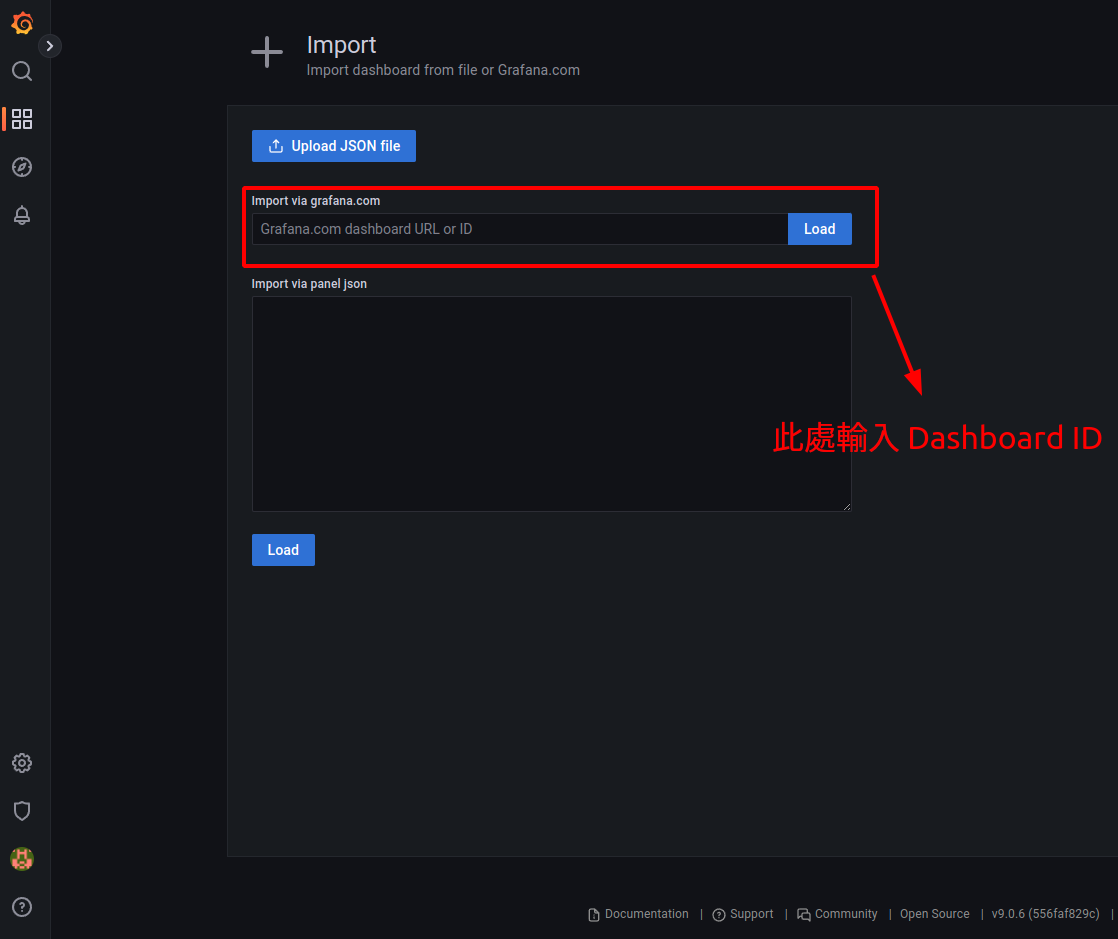 Import
Import dashboard from file or Grafana.com
Upload JSON file
Import via grafana.com
Grafana.com dashboard URL or ID
Load
Import via panel json
此處輸入 Dashboard ID
Load
Documentation | Support | Community | Open Source | v9.0.6 (556faf829c) |